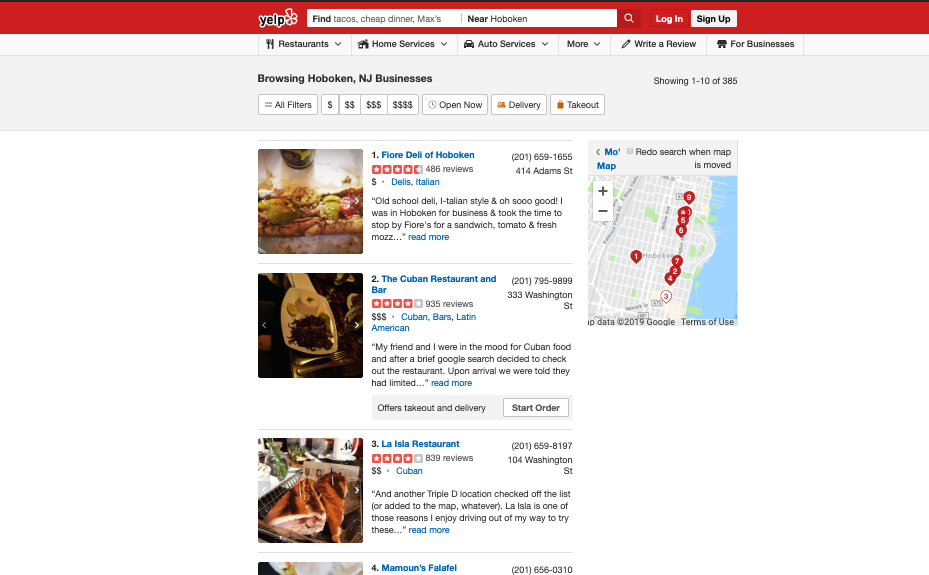 yelp
Find tacos, cheap dinner, Max's
Near Hoboken
Log In
Sign Up
Restaurants
Home Services
Auto Services
More
Write a Review
For Businesses
Browsing Hoboken, NJ Businesses
Showing 1-10 of 385
All Filters
$
$$
$$$
$$$$
Open Now
Delivery
Takeout
1. Fiore Deli of Hoboken
486 reviews
$ • Delis, Italian
(201) 659-1655
414 Adams St
“Old school deli, I-talian style & oh sooo good! I
was in Hoboken for business & took the time to
stop by Fiore's for a sandwich, tomato & fresh
mozz…” read more
2. The Cuban Restaurant and
Bar
935 reviews
$$$ • Cuban, Bars, Latin
American
(201) 795-9899
333 Washington
St
“My friend and I were in the mood for Cuban food
and after a brief google search decided to check
out the restaurant. Upon arrival we were told they
had limited…” read more
Offers takeout and delivery
Start Order
3. La Isla Restaurant
839 reviews
$$ • Cuban
(201) 659-8197
104 Washington
St
“And another Triple D location checked off the list
(or added to the map, whatever). La Isla is one of
those reasons I enjoy driving out of my way to try
these…” read more
4. Mamoun's Falafel
(201) 656-0310
Mo'
Map
Redo search when map
is moved
+
−
9
8
5
6
1
Hoboken
7
2
4
3
p data ©2019 Google
Terms of Use